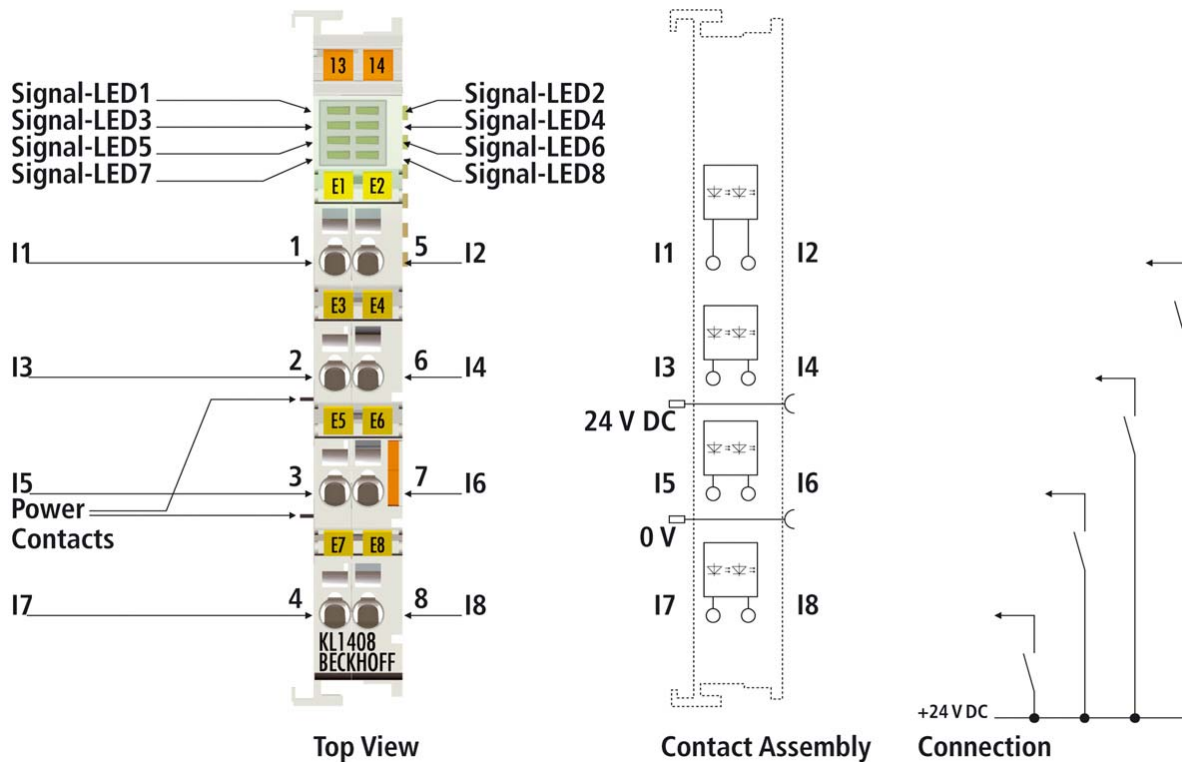 13 14
Signal-LED1 Signal-LED2
Signal-LED3 Signal-LED4
Signal-LED5 Signal-LED6
Signal-LED7 Signal-LED8
E1 E2
I1 1 5 I2 I1 I2
E3 E4
I3 2 6 I4 I3 I4
24 V DC
E5 E6
I5 3 7 I6 I5 I6
Power
Contacts
0 V
E7 E8
I7 4 8 I8 I7 I8
KL1408
BECKHOFF
+24 V DC
Top View Contact Assembly Connection